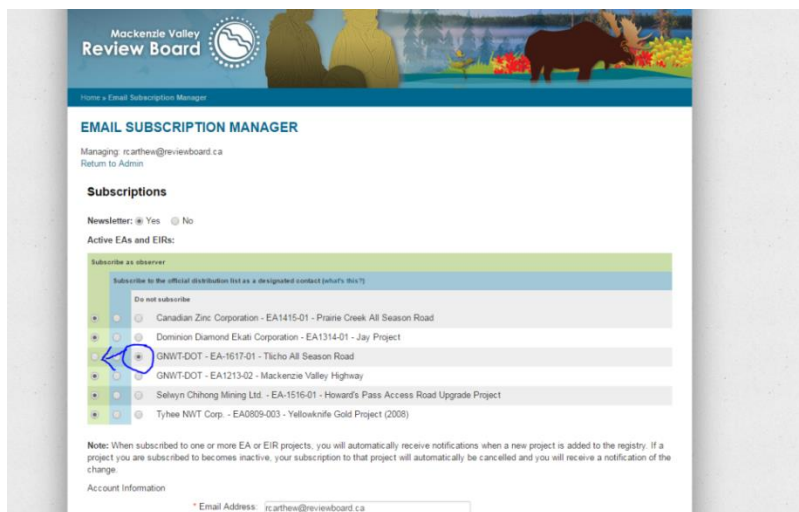 Mackenzie Valley
Review Board
Home » Email Subscription Manager
EMAIL SUBSCRIPTION MANAGER
Managing: rcarthew@reviewboard.ca
Return to Admin
Subscriptions
Newsletter: Yes No
Active EAs and EIRs:
Subscribe as observer
Subscribe to the official distribution list as a designated contact (what's this?)
Do not subscribe
Canadian Zinc Corporation - EA1415-01 - Prairie Creek All Season Road
Dominion Diamond Ekati Corporation - EA1314-01 - Jay Project
GNWT-DOT - EA-1617-01 - Tlicho All Season Road
GNWT-DOT - EA1213-02 - Mackenzie Valley Highway
Selwyn Chihong Mining Ltd. - EA-1516-01 - Howard's Pass Access Road Upgrade Project
Tyhee NWT Corp. - EA0809-003 - Yellowknife Gold Project (2008)
Note: When subscribed to one or more EA or EIR projects, you will automatically receive notifications when a new project is added to the registry. If a
project you are subscribed to becomes inactive, your subscription to that project will automatically be cancelled and you will receive a notification of the
change.
Account Information
* Email Address: rcarthew@reviewboard.ca